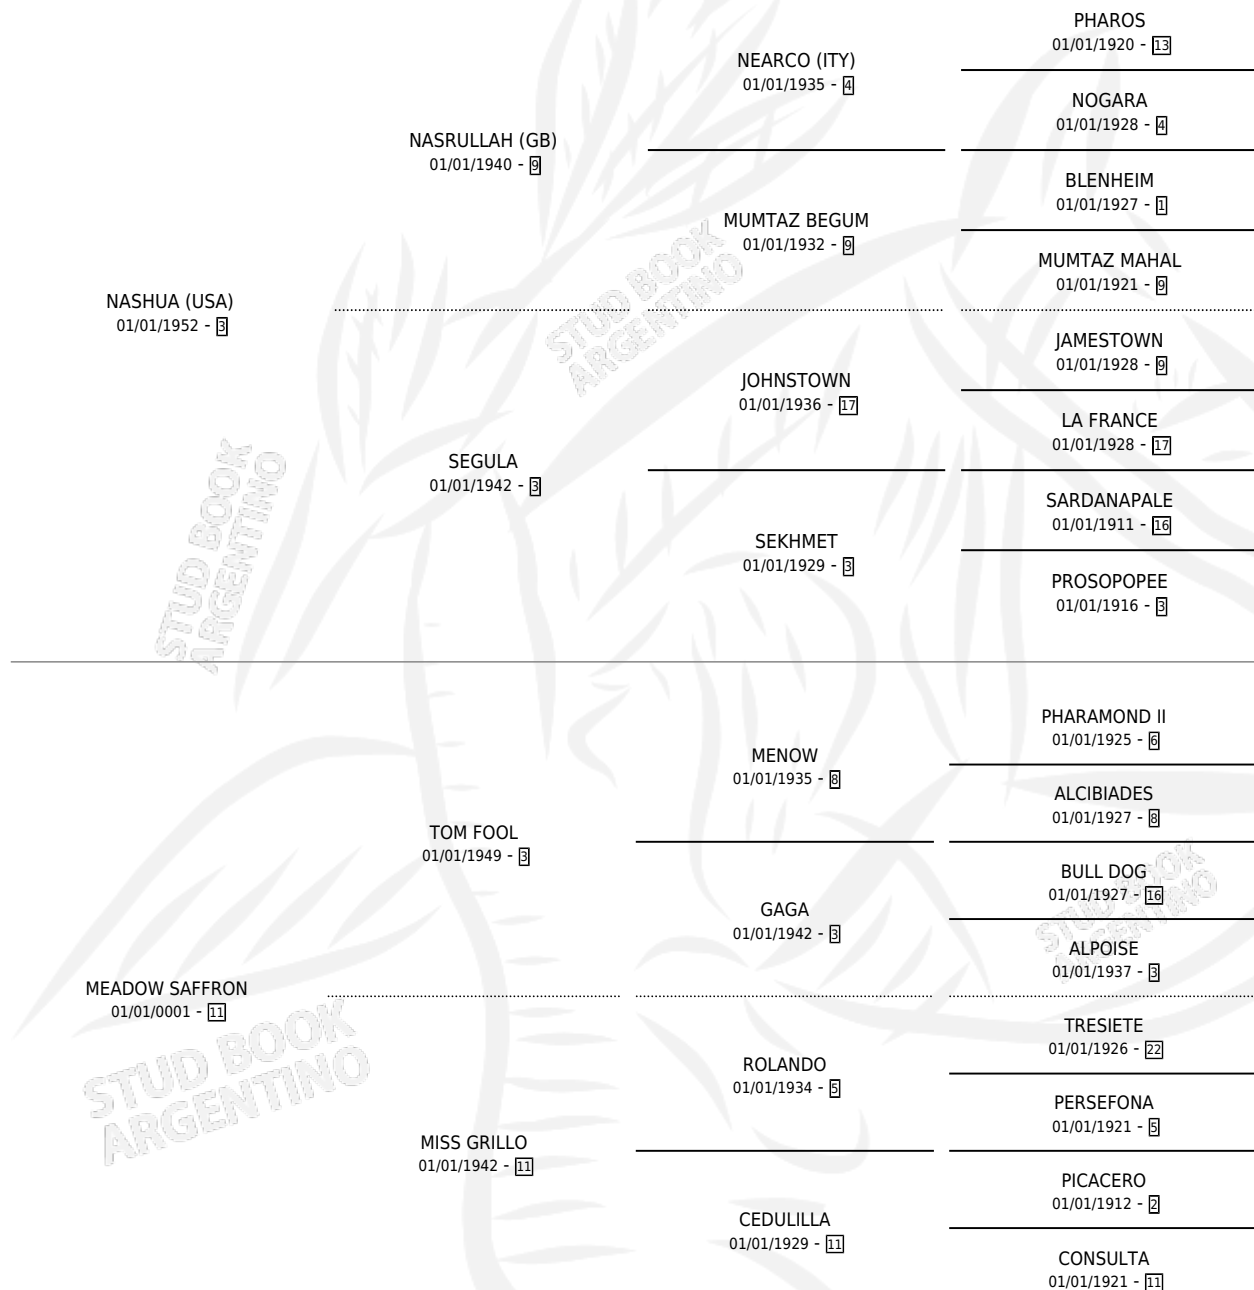 PHAROS
01/01/1920 - 13
NEARCO (ITY)
01/01/1935 - 4
NOGARA
01/01/1928 - 4
NASRULLAH (GB)
01/01/1940 - 9
BLENHEIM
01/01/1927 - 1
MUMTAZ BEGUM
01/01/1932 - 9
MUMTAZ MAHAL
01/01/1921 - 9
NASHUA (USA)
01/01/1952 - 3
JAMESTOWN
01/01/1928 - 9
JOHNSTOWN
01/01/1936 - 17
LA FRANCE
01/01/1928 - 17
SEGULA
01/01/1942 - 3
SARDANAPALE
01/01/1911 - 16
SEKHMET
01/01/1929 - 3
PROSOPOPEE
01/01/1916 - 3
PHARAMOND II
01/01/1925 - 6
MENOW
01/01/1935 - 8
ALCIBIADES
01/01/1927 - 8
TOM FOOL
01/01/1949 - 3
BULL DOG
01/01/1927 - 16
GAGA
01/01/1942 - 3
ALPOISE
01/01/1937 - 3
MEADOW SAFFRON
01/01/0001 - 11
TRESIETE
01/01/1926 - 22
ROLANDO
01/01/1934 - 5
PERSEFONA
01/01/1921 - 5
MISS GRILLO
01/01/1942 - 11
PICACERO
01/01/1912 - 2
CEDULILLA
01/01/1929 - 11
CONSULTA
01/01/1921 - 11
STUD BOOK
ARGENTINO
STUD BOOK
ARGENTINO
STUD BOOK
ARGENTINO
STUD BOOK
ARGENTINO